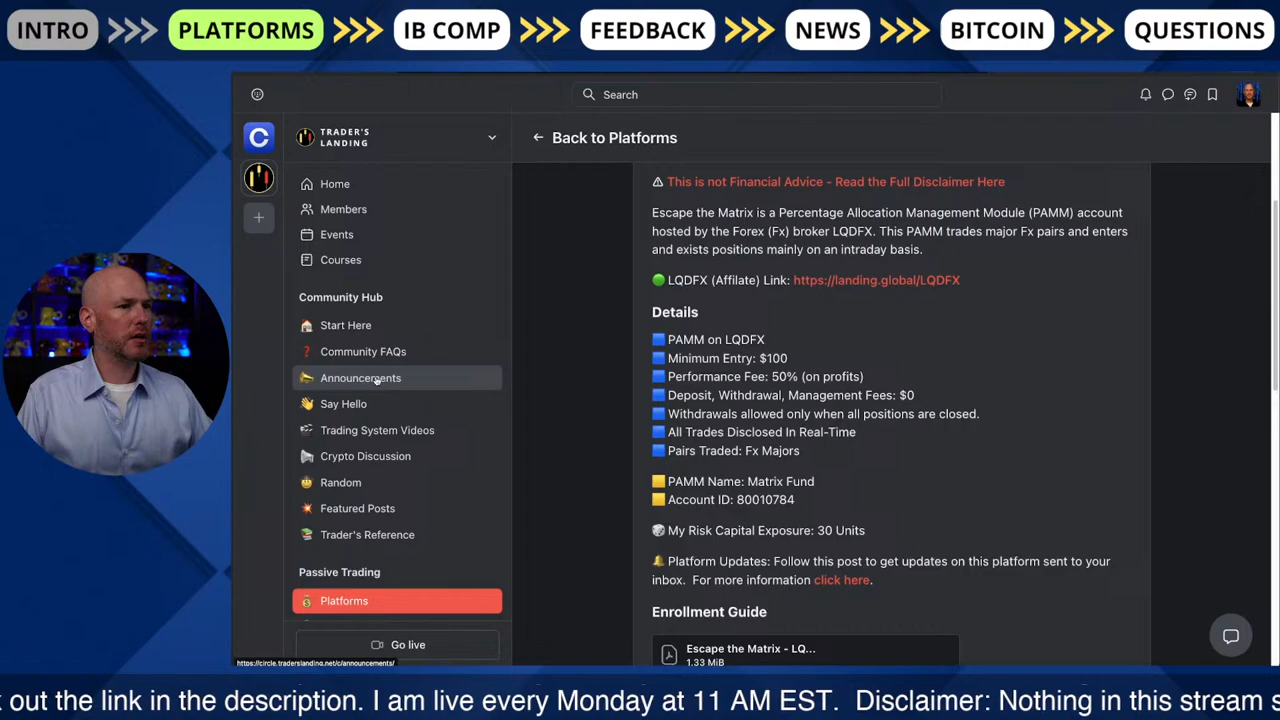 INTRO
PLATFORMS
IB COMP
FEEDBACK
NEWS
BITCOIN
QUESTIONS
Search
TRADER'S
LANDING
Home
Members
Events
Courses
Community Hub
Start Here
Community FAQs
Announcements
Say Hello
Trading System Videos
Crypto Discussion
Random
Featured Posts
Trader's Reference
Passive Trading
Platforms
Go live
https://circle.traderslanding.net/c/announcements/
← Back to Platforms
⚠ This is not Financial Advice - Read the Full Disclaimer Here
Escape the Matrix is a Percentage Allocation Management Module (PAMM) account
hosted by the Forex (Fx) broker LQDFX. This PAMM trades major Fx pairs and enters
and exists positions mainly on an intraday basis.
🟢 LQDFX (Affilate) Link: https://landing.global/LQDFX
Details
🟦 PAMM on LQDFX
🟦 Minimum Entry: $100
🟦 Performance Fee: 50% (on profits)
🟦 Deposit, Withdrawal, Management Fees: $0
🟦 Withdrawals allowed only when all positions are closed.
🟦 All Trades Disclosed In Real-Time
🟦 Pairs Traded: Fx Majors
🟨 PAMM Name: Matrix Fund
🟨 Account ID: 80010784
🎲 My Risk Capital Exposure: 30 Units
🔔 Platform Updates: Follow this post to get updates on this platform sent to your
inbox. For more information click here.
Enrollment Guide
Escape the Matrix - LQ...
1.33 MiB
out the link in the description. I am live every Monday at 11 AM EST. Disclaimer: Nothing in this stream